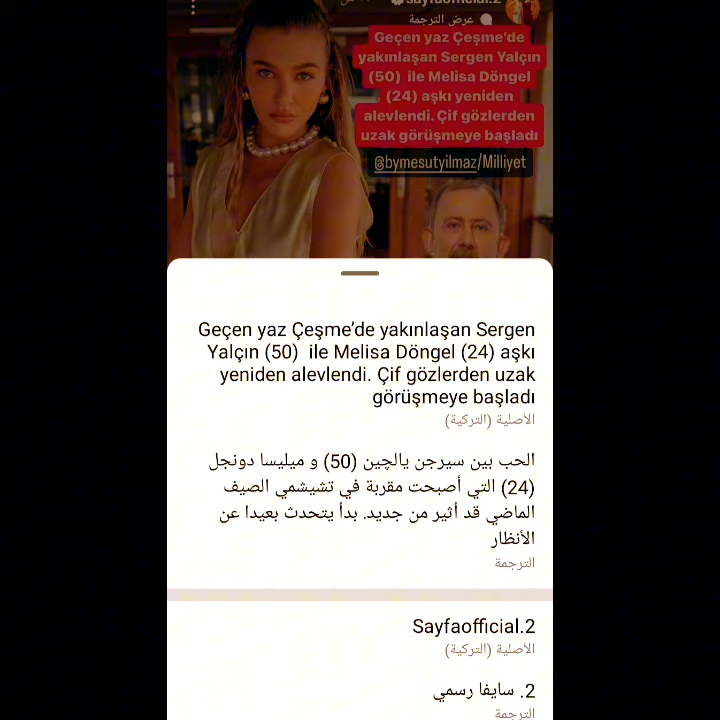 sayfaofficial.2
عرض الترجمة
Geçen yaz Çeşme'de
yakınlaşan Sergen Yalçın
(50) ile Melisa Döngel
(24) aşkı yeniden
alevlendi. Çif gözlerden
uzak görüşmeye başladı
@bymesutyilmaz/Milliyet
Geçen yaz Çeşme’de yakınlaşan Sergen
Yalçın (50) ile Melisa Döngel (24) aşkı
yeniden alevlendi. Çif gözlerden uzak
görüşmeye başladı
الأصلية (التركية)
الحب بين سيرجن يالچين (50) و ميليسا دونجل
(24) التي أصبحت مقربة في تشيشمي الصيف
الماضي قد أثير من جديد. بدأ يتحدث بعيدا عن
الأنظار
الترجمة
Sayfaofficial.2
الأصلية (التركية)
2. سايفا رسمي
الترجمة